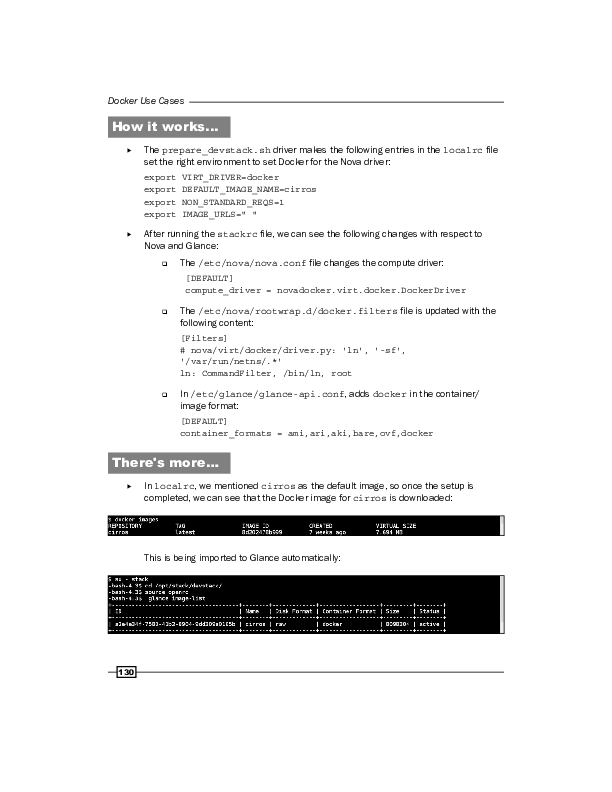 Docker Use Cases
How it works...
▸ The prepare_devstack.sh driver makes the following entries in the localrc file
set the right environment to set Docker for the Nova driver:
export VIRT_DRIVER=docker
export DEFAULT_IMAGE_NAME=cirros
export NON_STANDARD_REQS=1
export IMAGE_URLS=" "
▸ After running the stackrc file, we can see the following changes with respect to
Nova and Glance:
❑ The /etc/nova/nova.conf file changes the compute driver:
[DEFAULT]
compute_driver = novadocker.virt.docker.DockerDriver
❑ The /etc/nova/rootwrap.d/docker.filters file is updated with the
following content:
[Filters]
# nova/virt/docker/driver.py: 'ln', '-sf',
'/var/run/netns/.*'
ln: CommandFilter, /bin/ln, root
❑ In /etc/glance/glance-api.conf, adds docker in the container/
image format:
[DEFAULT]
container_formats = ami,ari,aki,bare,ovf,docker
There's more...
▸ In localrc, we mentioned cirros as the default image, so once the setup is
completed, we can see that the Docker image for cirros is downloaded:
$ docker images
REPOSITORY TAG IMAGE ID CREATED VIRTUAL SIZE
cirros latest 7 weeks ago 7.694 MB
This is being imported to Glance automatically:
$ su - stack
-bash-4.3$ cd /opt/stack/devstack/
-bash-4.3$ source openrc
-bash-4.3$ glance image-list
| ID | Name | Disk Format | Container Format | Size | Status |
| cirros | raw | docker | active |
130